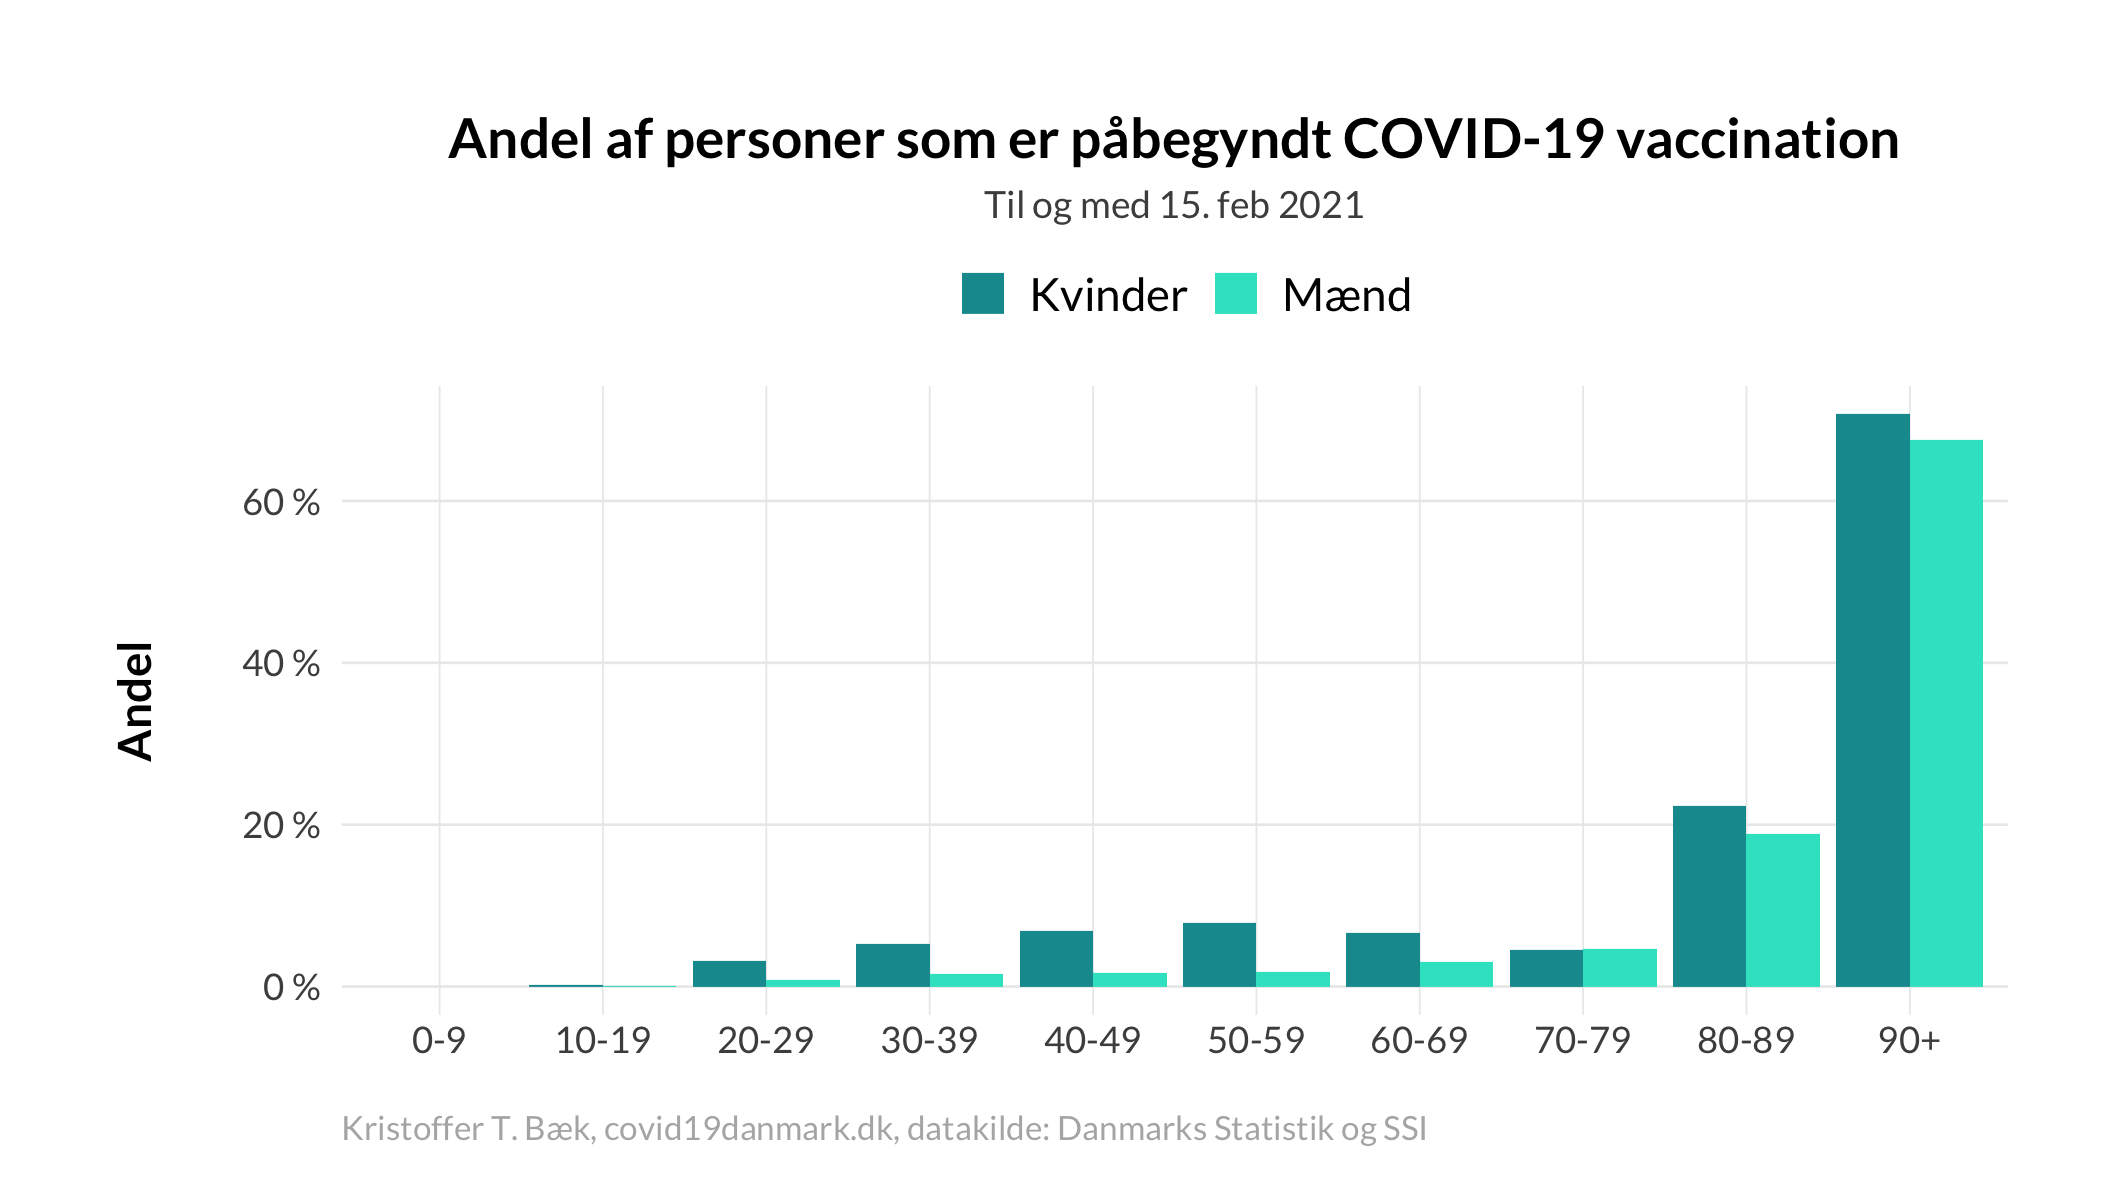 Andel af personer som er påbegyndt COVID-19 vaccination
Til og med 15. feb 2021
Kvinder Mænd
Andel
60 %
40 %
20 %
0 %
0-9 10-19 20-29 30-39 40-49 50-59 60-69 70-79 80-89 90+
Kristoffer T. Bæk, covid19danmark.dk, datakilde: Danmarks Statistik og SSI